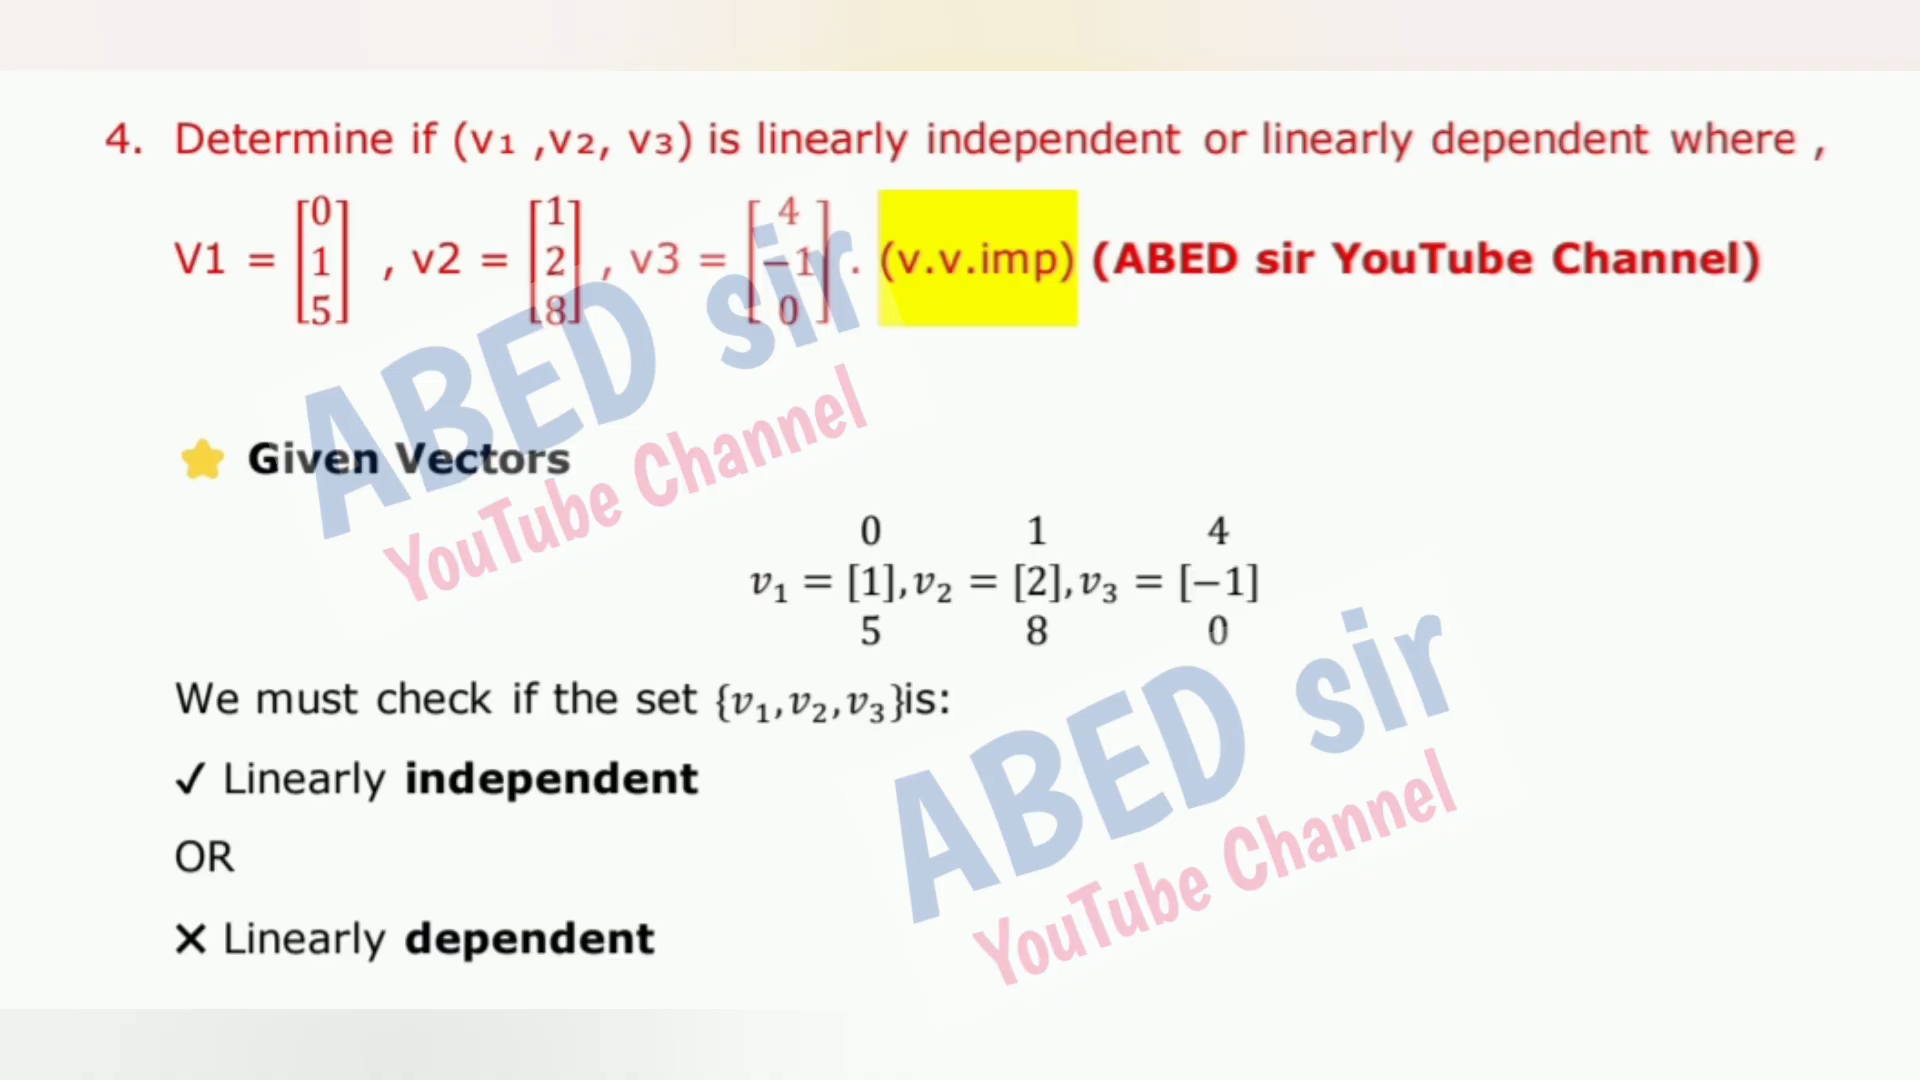 4. Determine if (v₁ ,v₂, v₃) is linearly independent or linearly dependent where ,
V1 = [0 1 5] , v2 = [1 2 8] , v3 = [4 −1 0] . (v.v.imp) (ABED sir YouTube Channel)
⭐ Given Vectors
0 1 4
v₁ = [1], v₂ = [2], v₃ = [−1]
5 8 0
We must check if the set {v₁, v₂, v₃}is:
✓ Linearly independent
OR
✕ Linearly dependent
ABED sir
YouTube Channel
ABED sir
YouTube Channel